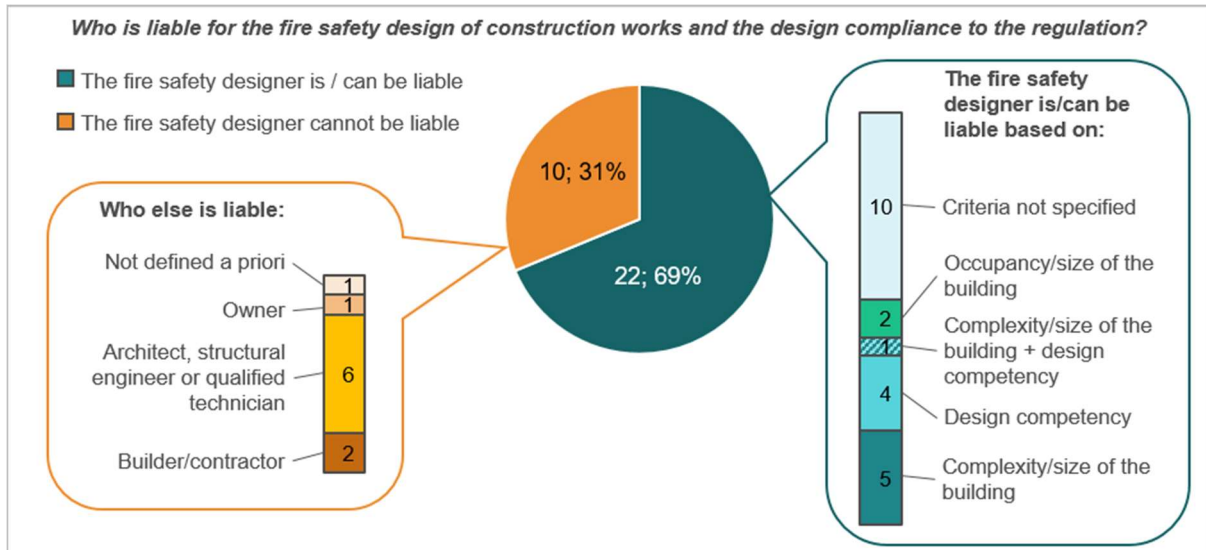 Who is liable for the fire safety design of construction works and the design compliance to the regulation?
The fire safety designer is / can be liable
The fire safety designer cannot be liable
10; 31%
22; 69%
Who else is liable:
Not defined a priori
1
Owner
1
Architect, structural
engineer or qualified
technician
6
Builder/contractor
2
The fire safety
designer is/can be
liable based on:
10
Criteria not specified
2
Occupancy/size of the
building
1
Complexity/size of the
building + design
competency
4
Design competency
5
Complexity/size of the
building